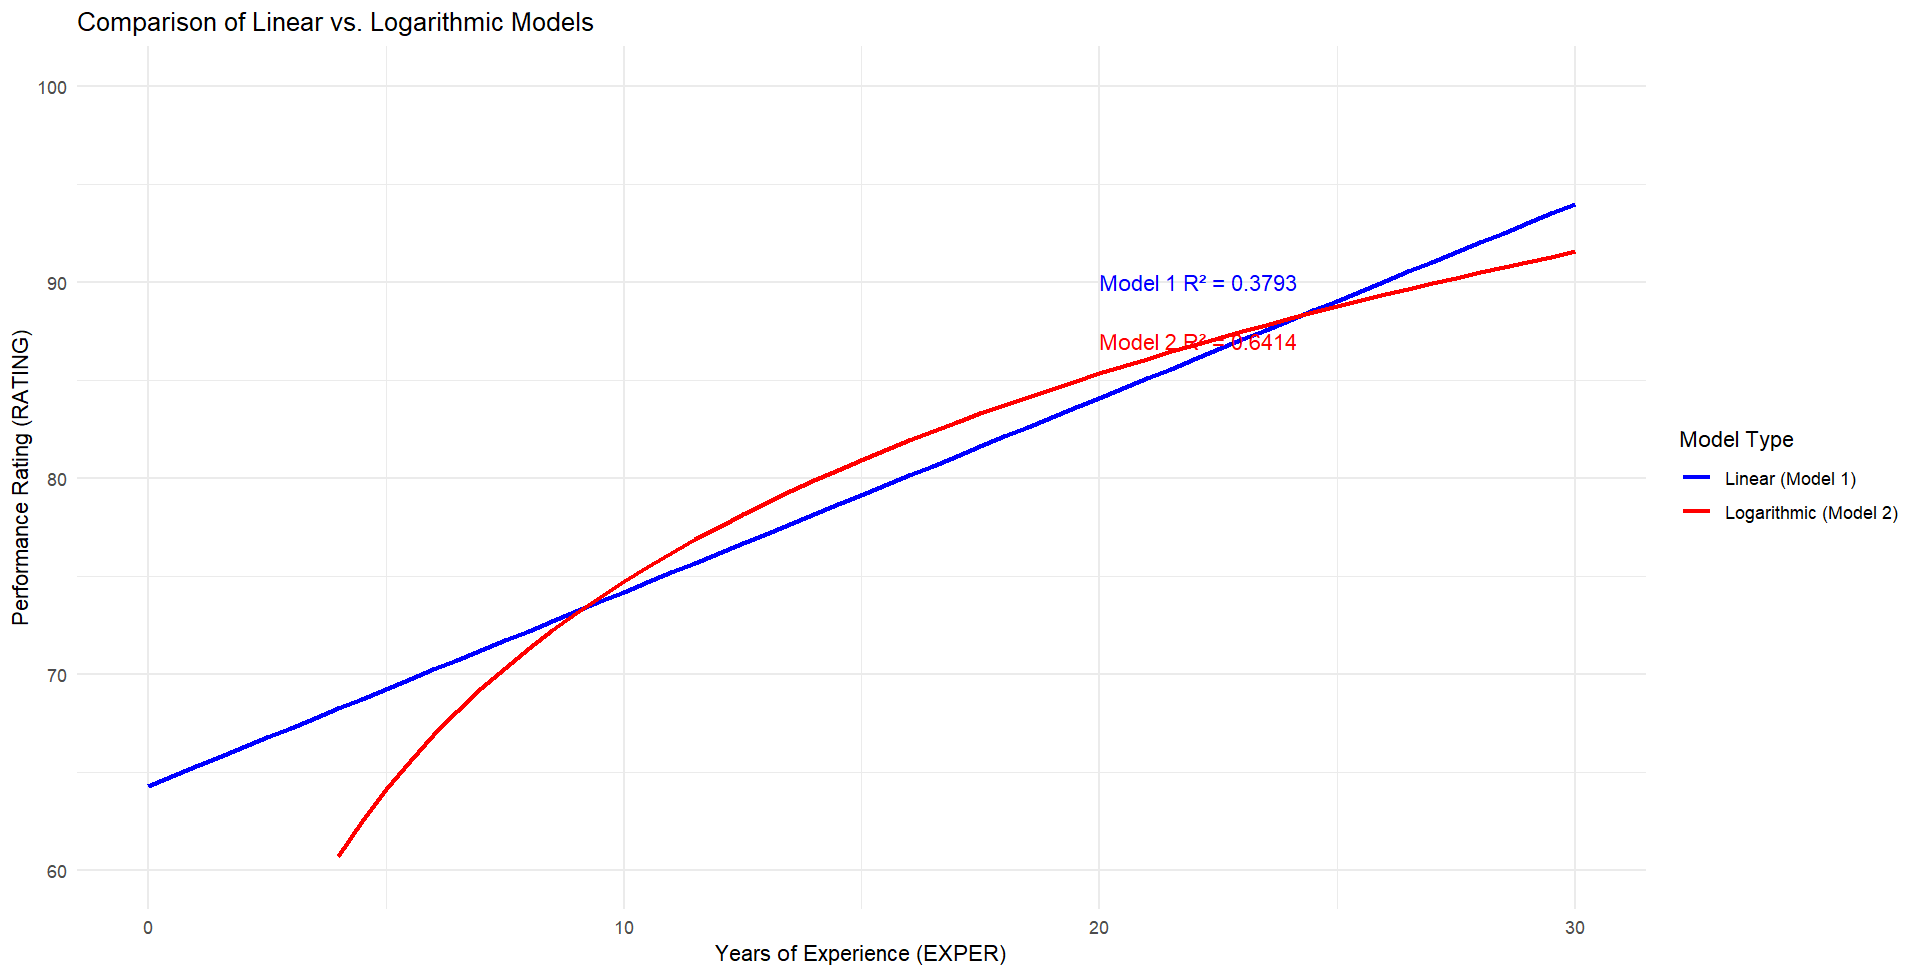 Comparison of Linear vs. Logarithmic Models
100
90
80
70
60
Performance Rating (RATING)
Model 1 R² = 0.3793
Model 2 R² = 0.6414
0
10
20
30
Years of Experience (EXPER)
Model Type
Linear (Model 1)
Logarithmic (Model 2)